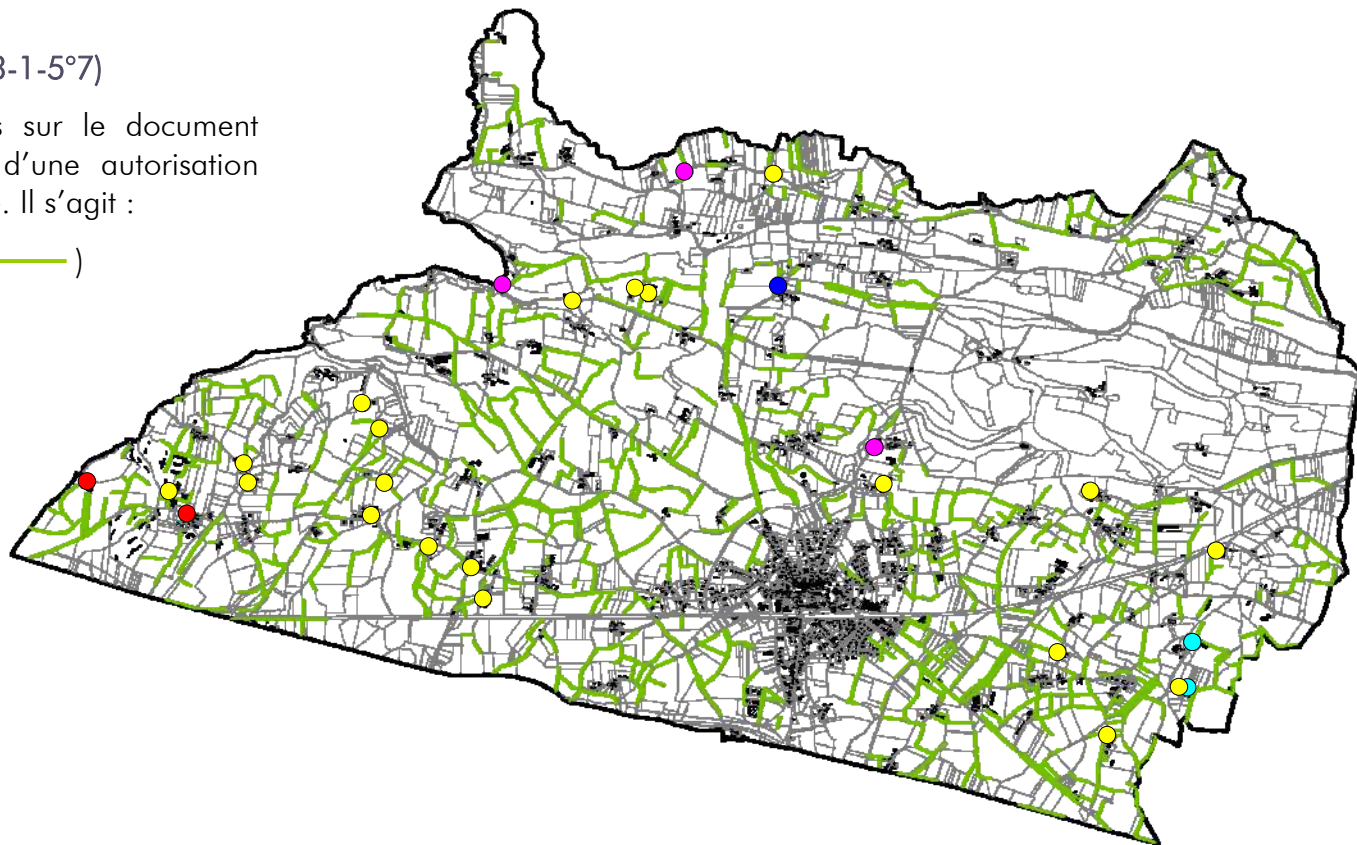 3-1-5°7)
sur le document
d'une autorisation
. Il s'agit :
)